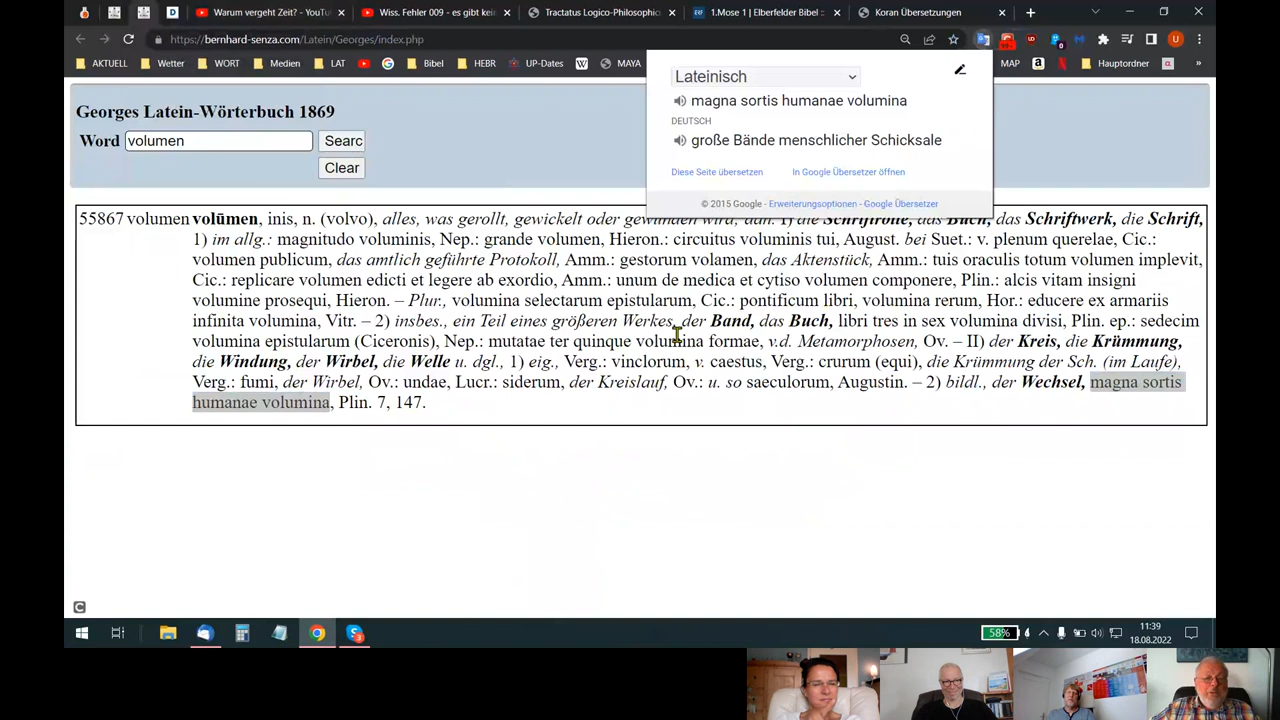 Warum vergeht Zeit? - YouTu
Wiss. Fehler 009 - es gibt kein
Tractatus Logico-Philosophic
1.Mose 1 | Elberfelder Bibel ::
Koran Übersetzungen
https://bernhard-senza.com/Latein/Georges/index.php
AKTUELL
Wetter
WORT
Medien
LAT
Bibel
HEBR
UP-Dates
MAYA
MAP
Hauptordner
Georges Latein-Wörterbuch 1869
Word volumen Searc
Clear
Lateinisch
magna sortis humanae volumina
DEUTSCH
große Bände menschlicher Schicksale
Diese Seite übersetzen In Google Übersetzer öffnen
© 2015 Google - Erweiterungsoptionen - Google Übersetzer
55867 volumen volūmen, inis, n. (volvo), alles, was gerollt, gewickelt oder gewunden wird, dah. 1) die Schriftrolle, das Buch, das Schriftwerk, die Schrift,
1) im allg.: magnitudo voluminis, Nep.: grande volumen, Hieron.: circuitus voluminis tui, August. bei Suet.: v. plenum querelae, Cic.:
volumen publicum, das amtlich geführte Protokoll, Amm.: gestorum volamen, das Aktenstück, Amm.: tuis oraculis totum volumen implevit,
Cic.: replicare volumen edicti et legere ab exordio, Amm.: unum de medica et cytiso volumen componere, Plin.: alcis vitam insigni
volumine prosequi, Hieron. – Plur., volumina selectarum epistularum, Cic.: pontificum libri, volumina rerum, Hor.: educere ex armariis
infinita volumina, Vitr. – 2) insbes., ein Teil eines größeren Werkes, der Band, das Buch, libri tres in sex volumina divisi, Plin. ep.: sedecim
volumina epistularum (Ciceronis), Nep.: mutatae ter quinque volumina formae, v.d. Metamorphosen, Ov. – II) der Kreis, die Krümmung,
die Windung, der Wirbel, die Welle u. dgl., 1) eig., Verg.: vinclorum, v. caestus, Verg.: crurum (equi), die Krümmung der Sch. (im Laufe),
Verg.: fumi, der Wirbel, Ov.: undae, Lucr.: siderum, der Kreislauf, Ov.: u. so saeculorum, Augustin. – 2) bildl., der Wechsel, magna sortis
humanae volumina, Plin. 7, 147.
58%
11:39
18.08.2022